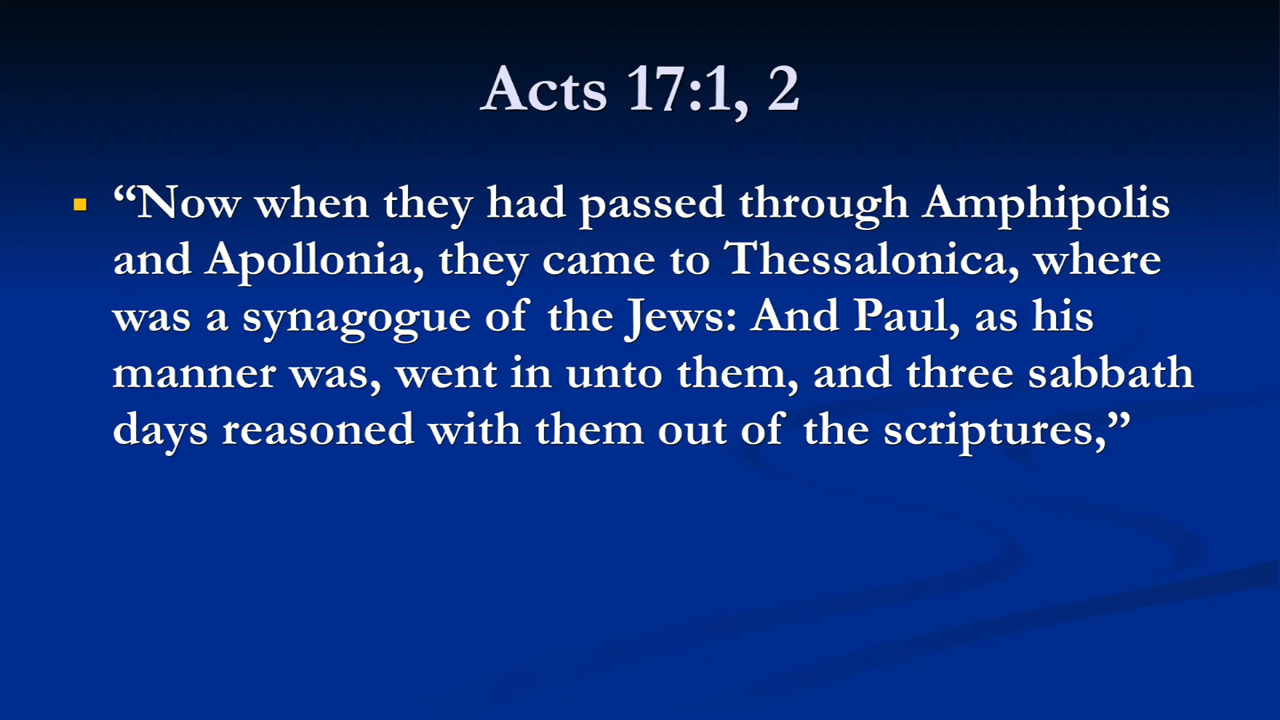 Acts 17:1, 2
“Now when they had passed through Amphipolis
and Apollonia, they came to Thessalonica, where
was a synagogue of the Jews: And Paul, as his
manner was, went in unto them, and three sabbath
days reasoned with them out of the scriptures,”